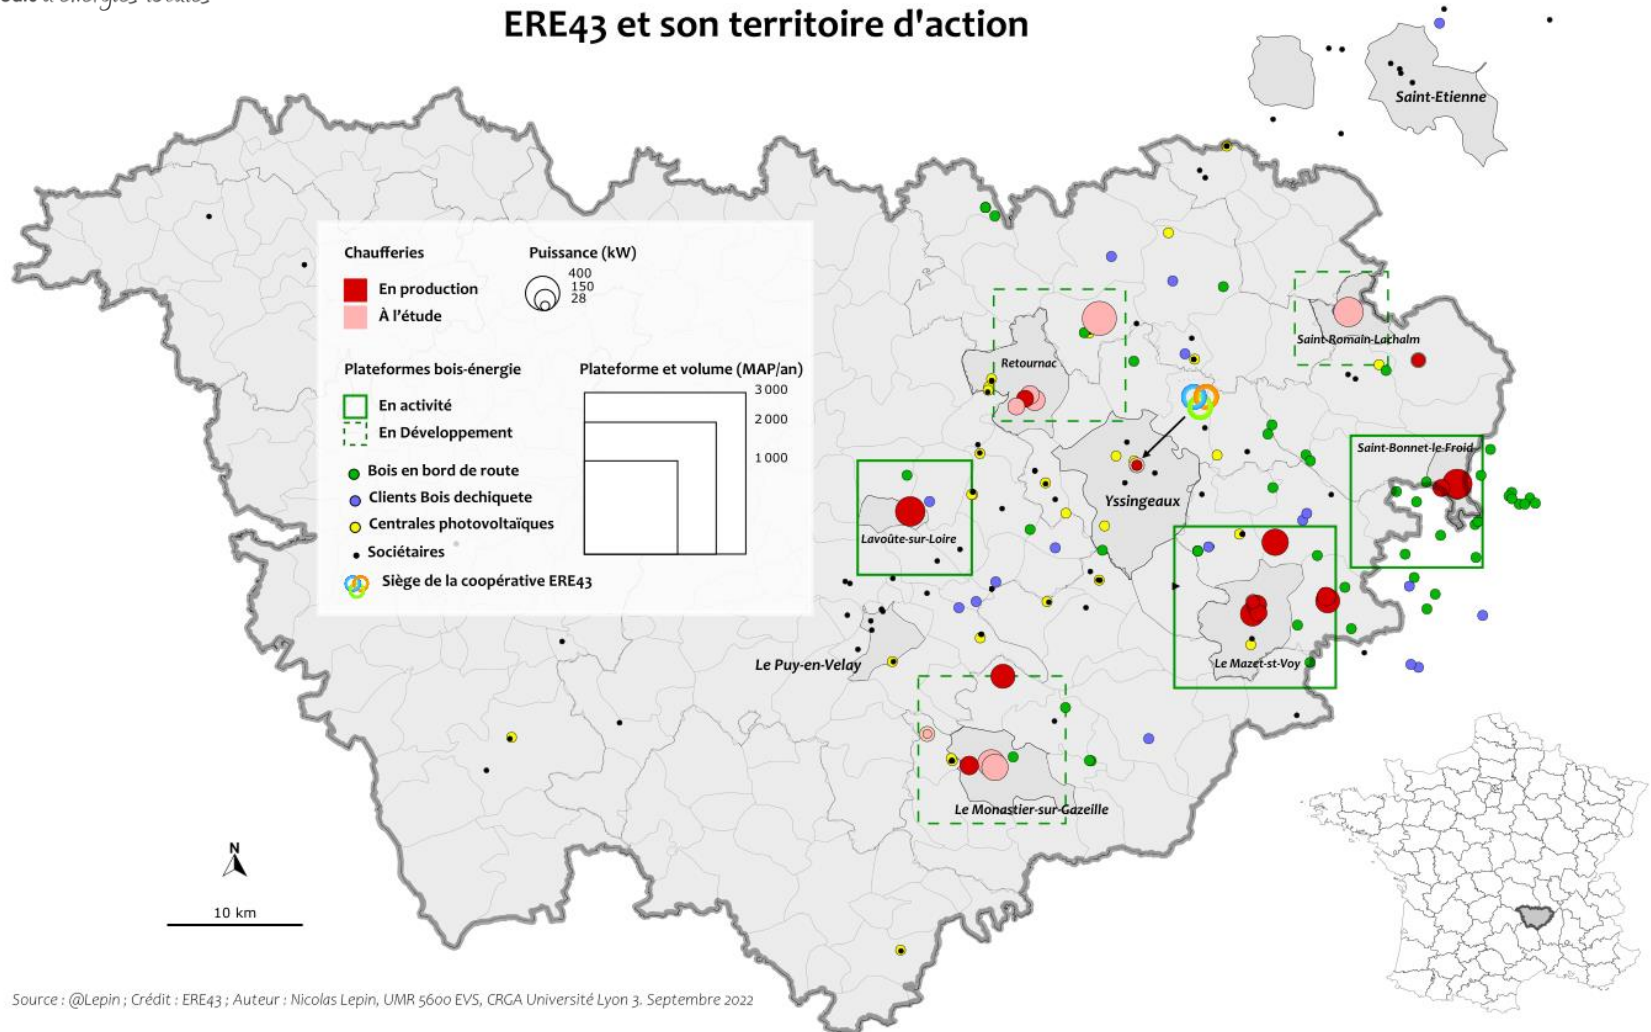 d'énergies locales
ERE43 et son territoire d'action
Saint-Etienne
Chaufferies
Puissance (kW)
En production
À l'étude
400
150
28
Plateformes bois-énergie
Plateforme et volume (MAP/an)
En activité
En Développement
3 000
2 000
1 000
Bois en bord de route
Clients Bois dechiquete
Centrales photovoltaïques
Sociétaires
Siège de la coopérative ERE43
Retournac
Saint-Romain-Lachalm
Saint-Bonnet-le-Froid
Yssingeaux
Lavoûte-sur-Loire
Le Puy-en-Velay
Le Mazet-st-Voy
Le Monastier-sur-Gazeille
N
10 km
Source : @Lepin ; Crédit : ERE43 ; Auteur : Nicolas Lepin, UMR 5600 EVS, CRGA Université Lyon 3. Septembre 2022